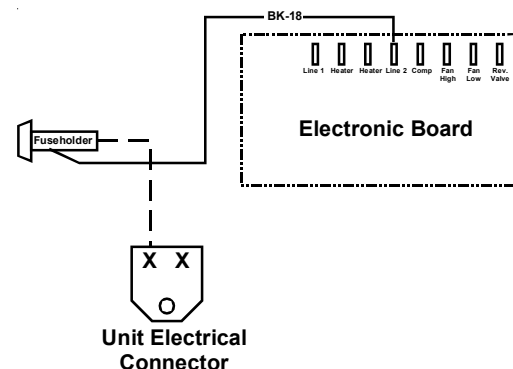 BK-18
Line 1 Heater Heater Line 2 Comp Fan High Fan Low Rev. Valve
Electronic Board
Fuseholder
X X
Unit Electrical
Connector